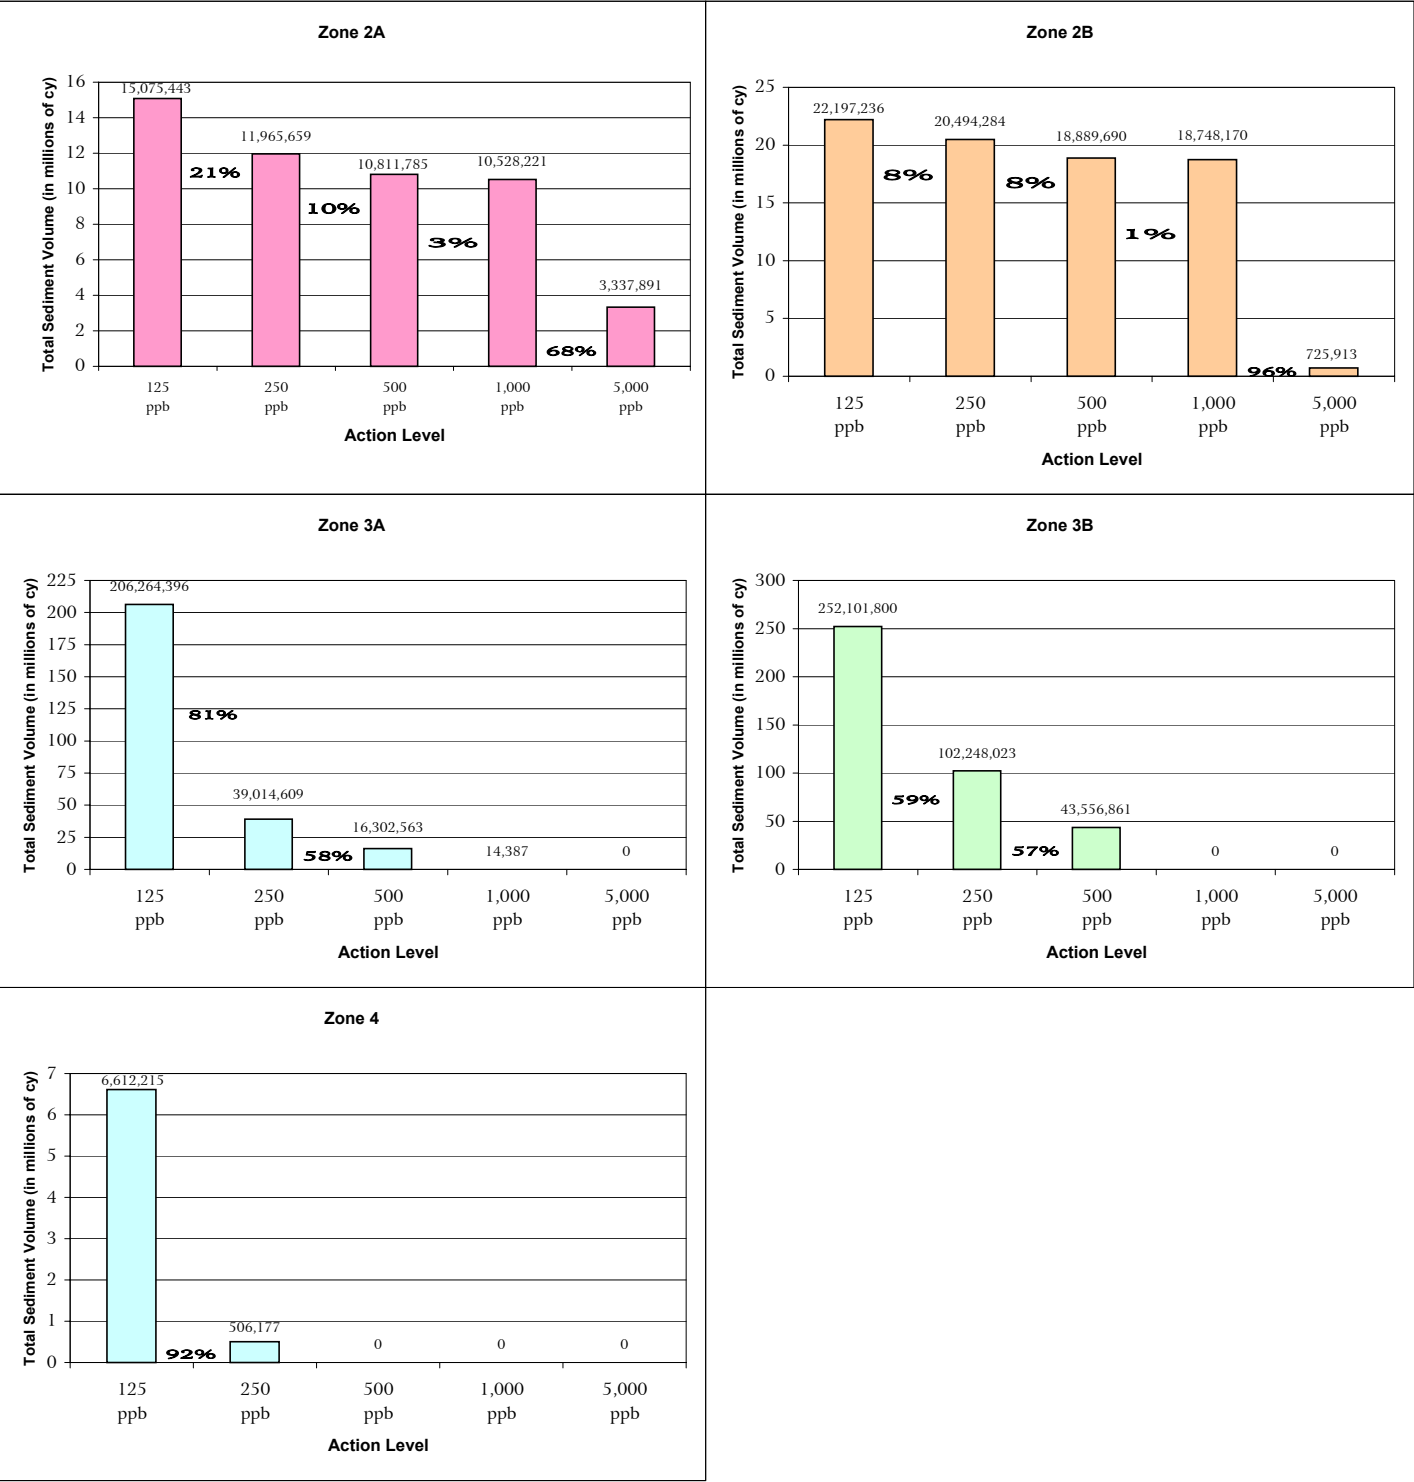 Zone 2A
Total Sediment Volume (in millions of cy)
16
14
12
10
8
6
4
2
0
15,075,443
11,965,659
10,811,785
10,528,221
3,337,891
21%
10%
3%
68%
125 ppb
250 ppb
500 ppb
1,000 ppb
5,000 ppb
Action Level
Zone 2B
Total Sediment Volume (in millions of cy)
25
20
15
10
5
0
22,197,236
20,494,284
18,889,690
18,748,170
725,913
8%
8%
1%
96%
125 ppb
250 ppb
500 ppb
1,000 ppb
5,000 ppb
Action Level
Zone 3A
Total Sediment Volume (in millions of cy)
225
200
175
150
125
100
75
50
25
0
206,264,396
39,014,609
16,302,563
14,387
0
81%
58%
125 ppb
250 ppb
500 ppb
1,000 ppb
5,000 ppb
Action Level
Zone 3B
Total Sediment Volume (in millions of cy)
300
250
200
150
100
50
0
252,101,800
102,248,023
43,556,861
0
0
59%
57%
125 ppb
250 ppb
500 ppb
1,000 ppb
5,000 ppb
Action Level
Zone 4
Total Sediment Volume (in millions of cy)
7
6
5
4
3
2
1
0
6,612,215
506,177
0
0
0
92%
125 ppb
250 ppb
500 ppb
1,000 ppb
5,000 ppb
Action Level